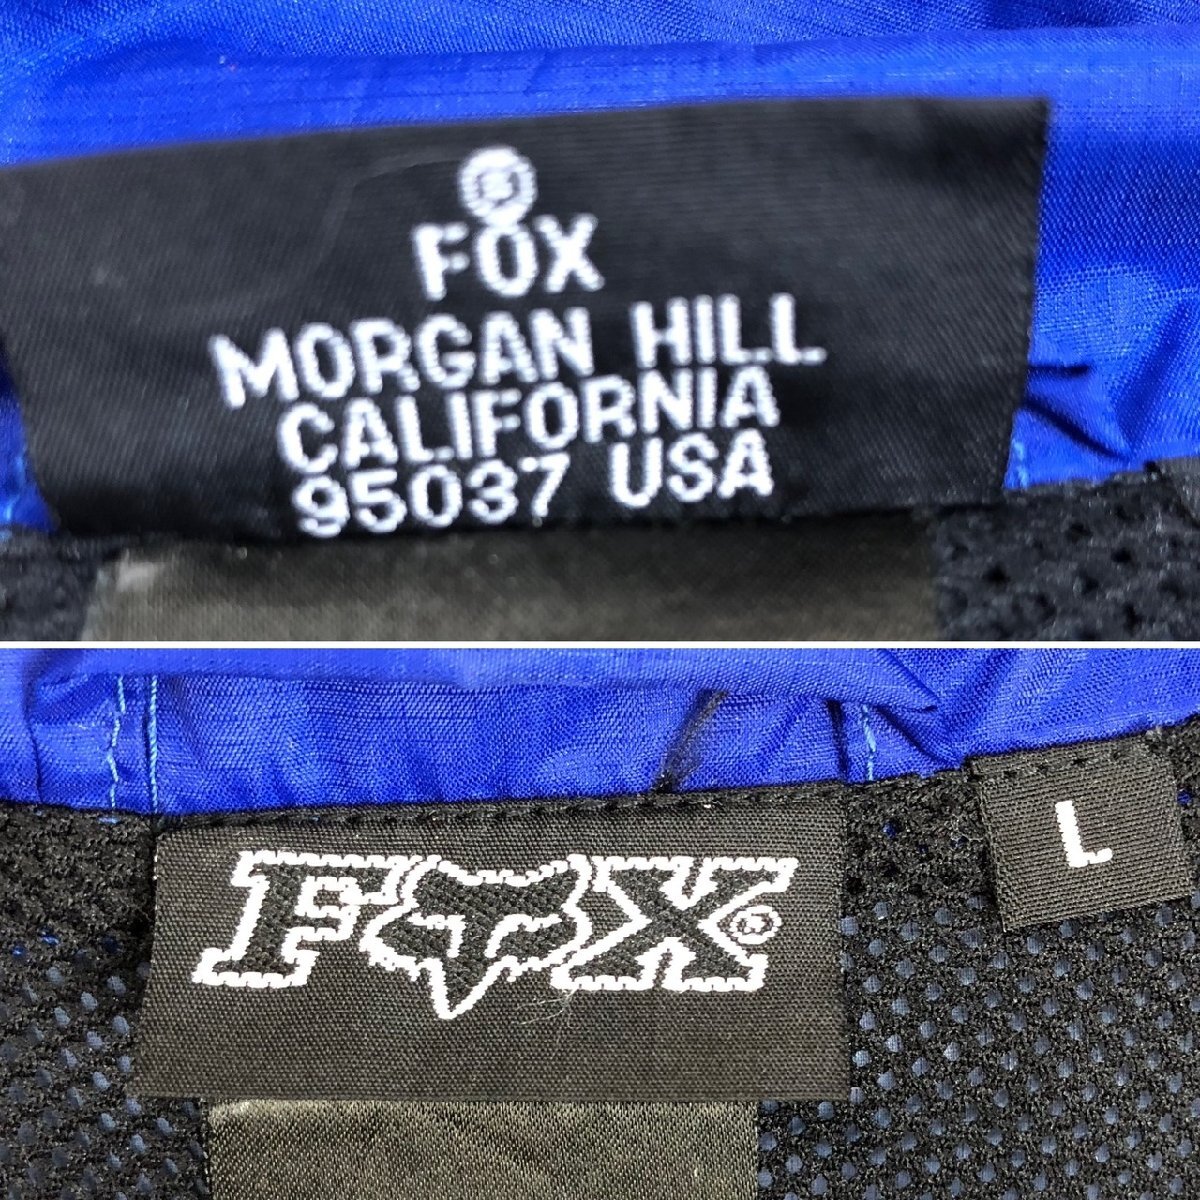 ®
FOX
MORGAN HILL
CALIFORNIA
95037 USA
FOX®
L